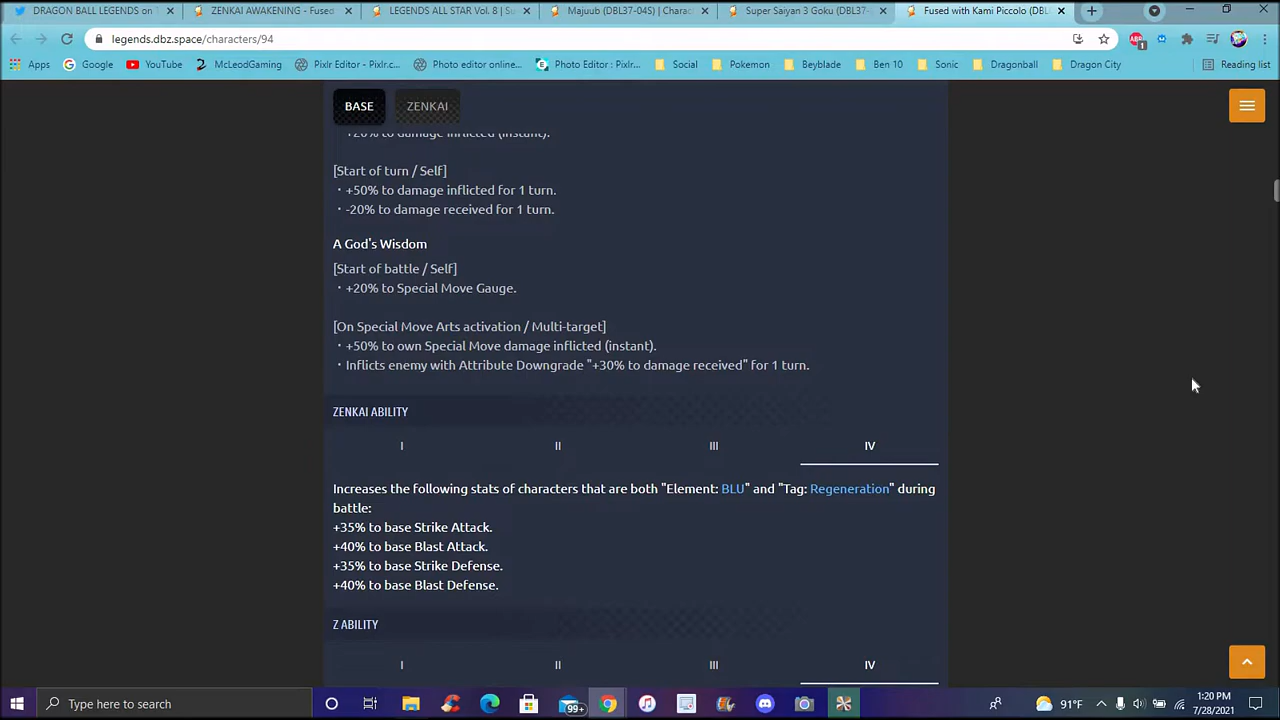 DRAGON BALL LEGENDS on T
ZENKAI AWAKENING - Fused
LEGENDS ALL STAR Vol. 8 | Su
Majuub (DBL37-04S) | Charac
Super Saiyan 3 Goku (DBL37-
Fused with Kami Piccolo (DBL
legends.dbz.space/characters/94
ABP
1
Apps
Google
YouTube
McLeodGaming
Pixlr Editor - Pixlr.c...
Photo editor online...
Photo Editor : Pixlr...
Social
Pokemon
Beyblade
Ben 10
Sonic
Dragonball
Dragon City
Reading list
BASE
ZENKAI
+20% to damage inflicted (instant).
[Start of turn / Self]
・+50% to damage inflicted for 1 turn.
・-20% to damage received for 1 turn.
A God's Wisdom
[Start of battle / Self]
・+20% to Special Move Gauge.
[On Special Move Arts activation / Multi-target]
・+50% to own Special Move damage inflicted (instant).
・Inflicts enemy with Attribute Downgrade "+30% to damage received" for 1 turn.
ZENKAI ABILITY
I II III IV
Increases the following stats of characters that are both "Element: BLU" and "Tag: Regeneration" during
battle:
+35% to base Strike Attack.
+40% to base Blast Attack.
+35% to base Strike Defense.
+40% to base Blast Defense.
Z ABILITY
I II III IV
Type here to search
99+
91°F
1:20 PM
7/28/2021